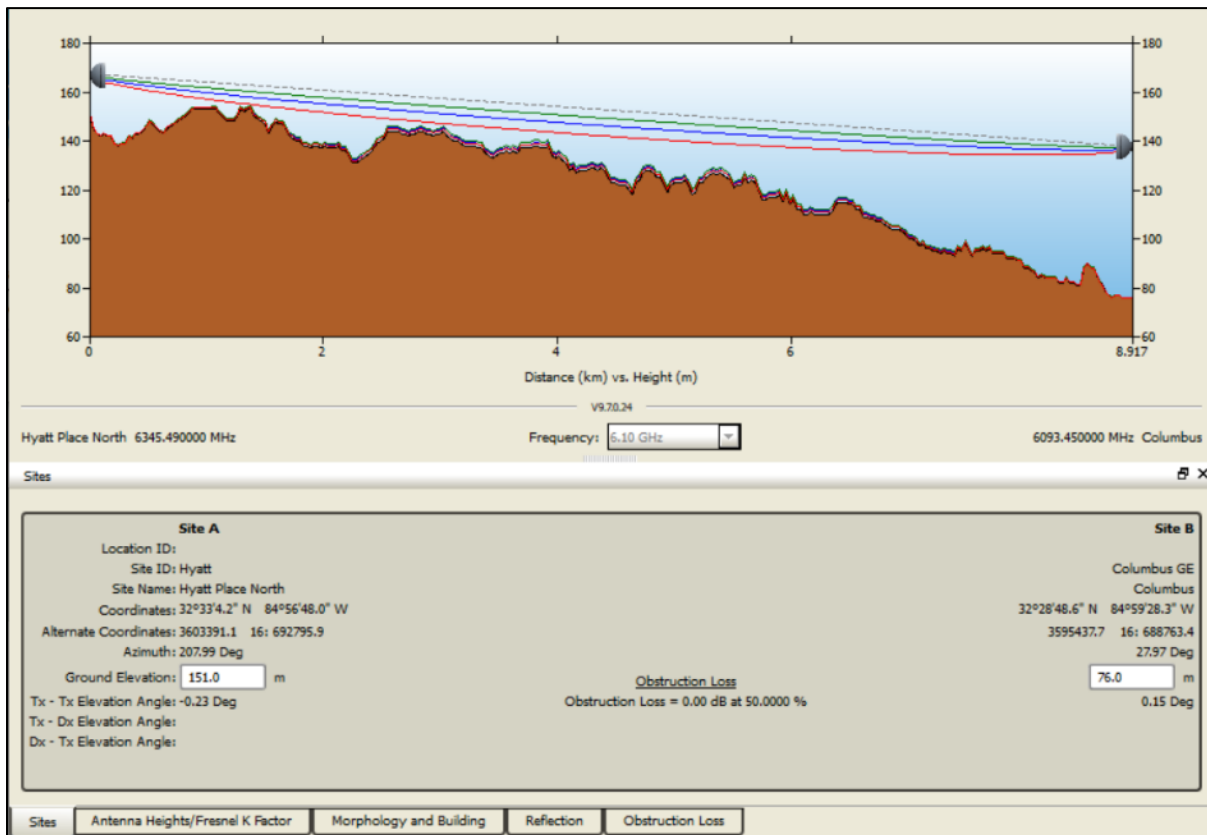 180 180
160 160
140 140
120 120
100 100
80 80
60 60
0 2 4 6 8.917
Distance (km) vs. Height (m)
V9.7.0.24
Hyatt Place North 6345.490000 MHz Frequency: 6.10 GHz 6093.450000 MHz Columbus
Sites
Site A Site B
Location ID:
Site ID: Hyatt Columbus GE
Site Name: Hyatt Place North Columbus
Coordinates: 32°33'4.2" N 84°56'48.0" W 32°28'48.6" N 84°59'28.3" W
Alternate Coordinates: 3603391.1 16: 692795.9 3595437.7 16: 688763.4
Azimuth: 207.99 Deg 27.97 Deg
Ground Elevation: 151.0 m Obstruction Loss 76.0 m
Tx - Tx Elevation Angle: -0.23 Deg Obstruction Loss = 0.00 dB at 50.0000 % 0.15 Deg
Tx - Dx Elevation Angle:
Dx - Tx Elevation Angle:
Sites Antenna Heights/Fresnel K Factor Morphology and Building Reflection Obstruction Loss